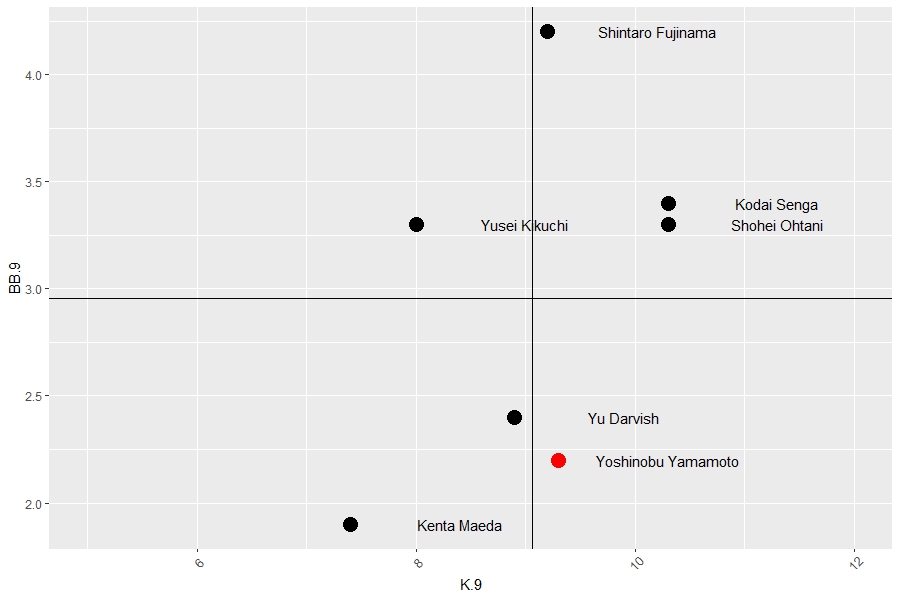 Shintaro Fujinama
4.0
3.5
Kodai Senga
Yusei Kikuchi
Shohei Ohtani
BB.9
3.0
2.5
Yu Darvish
Yoshinobu Yamamoto
2.0
Kenta Maeda
6
8
10
12
K.9